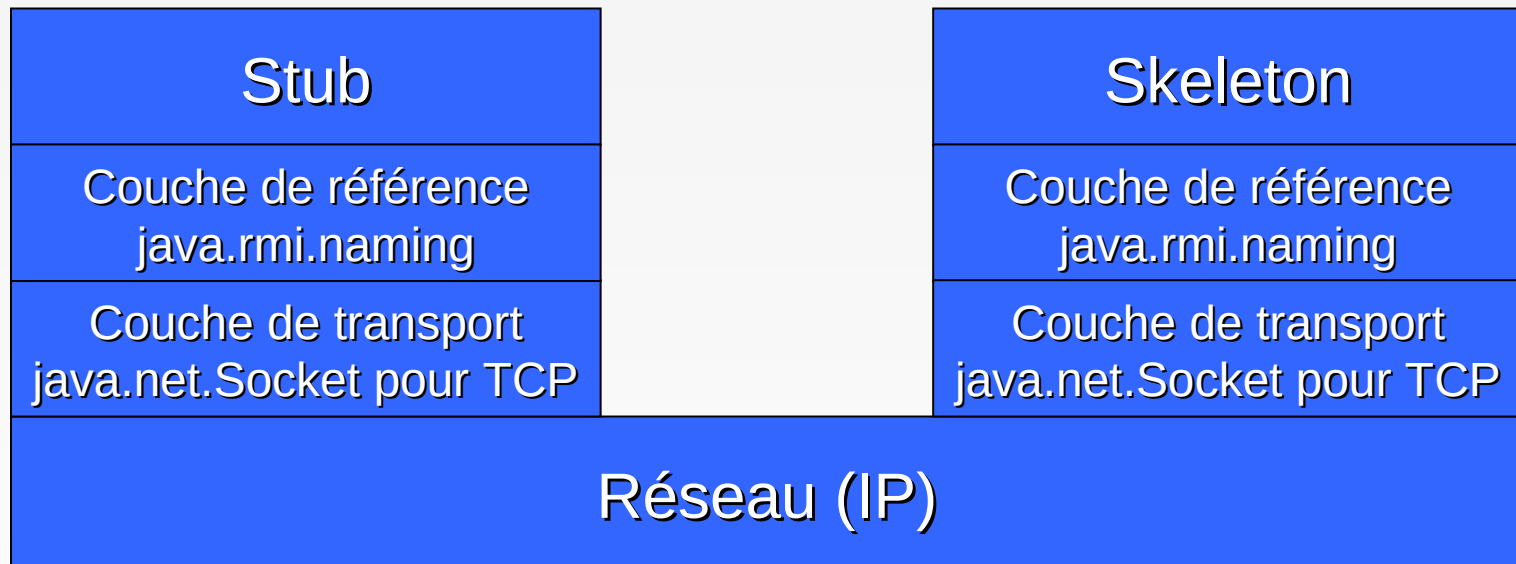 Stub
Couche de référence
java.rmi.naming
Couche de transport
java.net.Socket pour TCP
Skeleton
Couche de référence
java.rmi.naming
Couche de transport
java.net.Socket pour TCP
Réseau (IP)